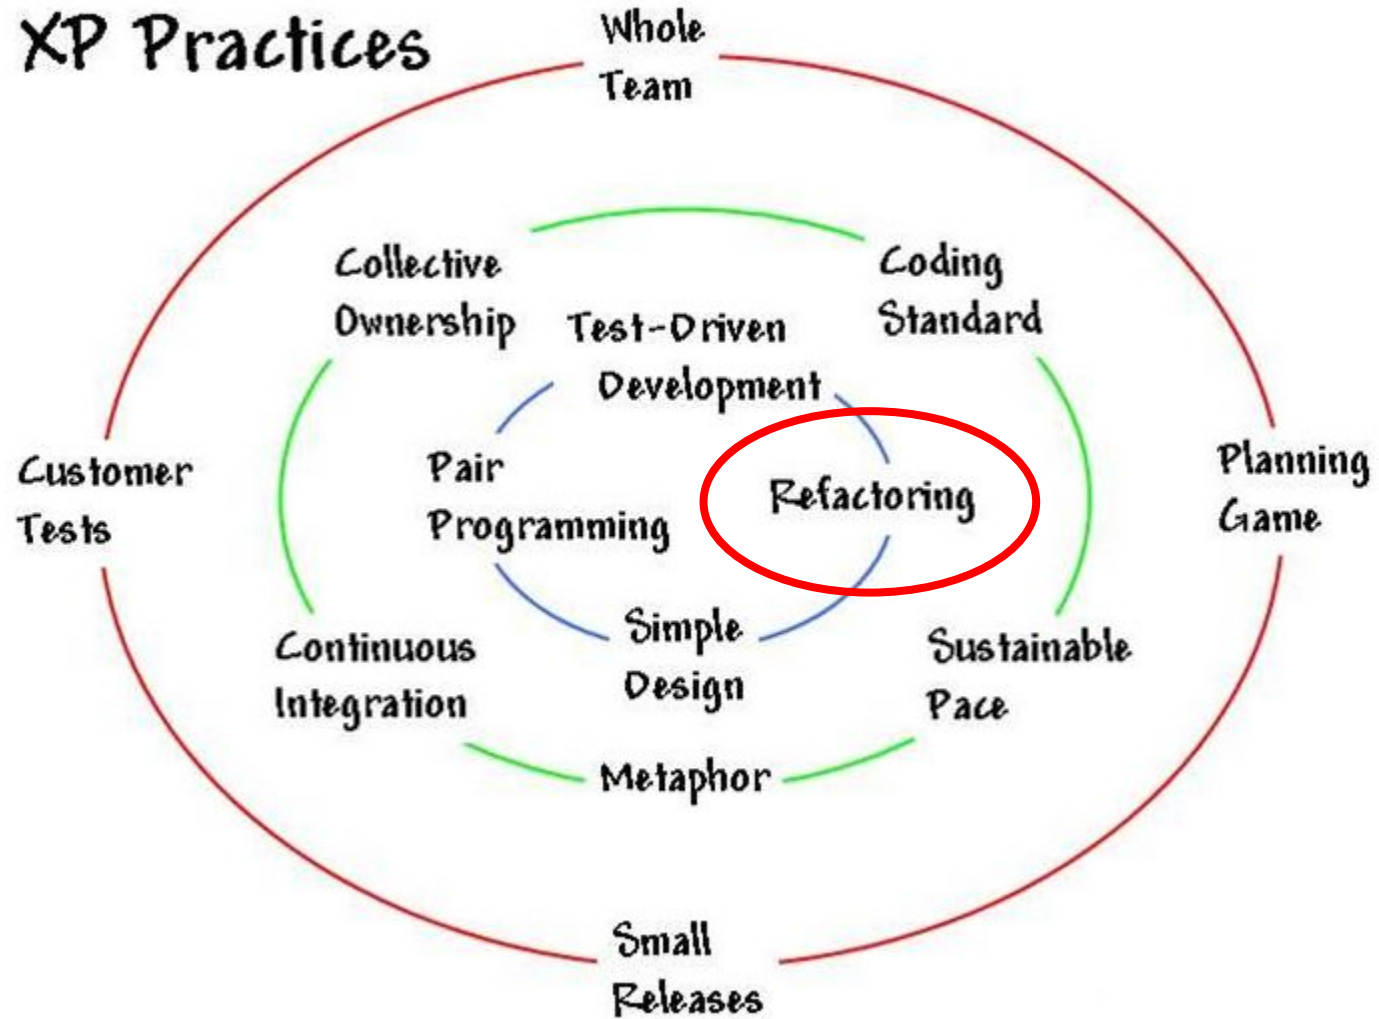 XP Practices
Whole
Team
Collective
Ownership
Coding
Standard
Test-Driven
Development
Customer
Tests
Pair
Programming
Refactoring
Planning
Game
Continuous
Integration
Simple
Design
Sustainable
Pace
Metaphor
Small
Releases